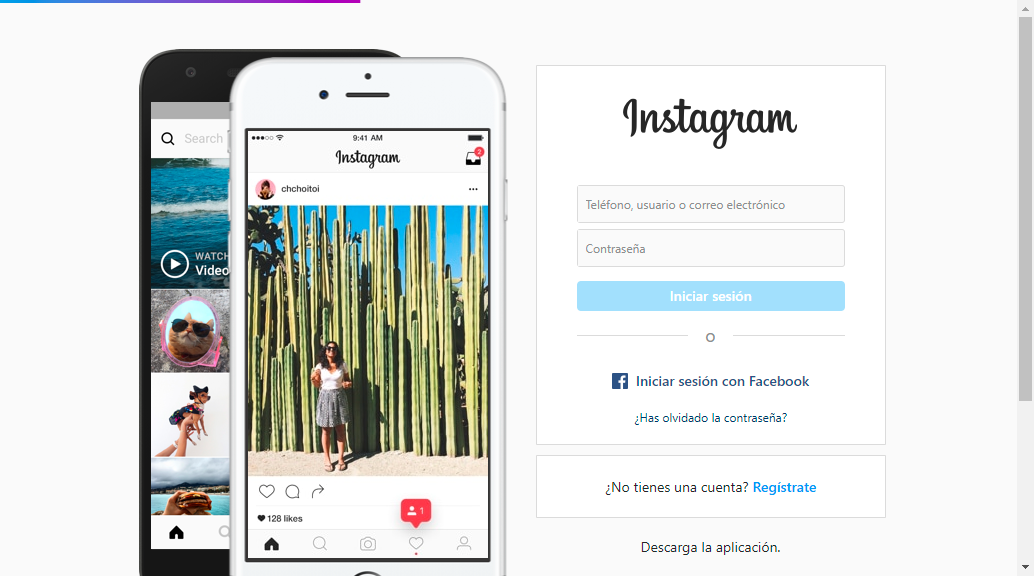 Search
WATCH
Video
9:41 AM
Instagram
2
chchoitoi
128 likes
1
Instagram
Teléfono, usuario o correo electrónico
Contraseña
Iniciar sesión
O
Iniciar sesión con Facebook
¿Has olvidado la contraseña?
¿No tienes una cuenta? Regístrate
Descarga la aplicación.